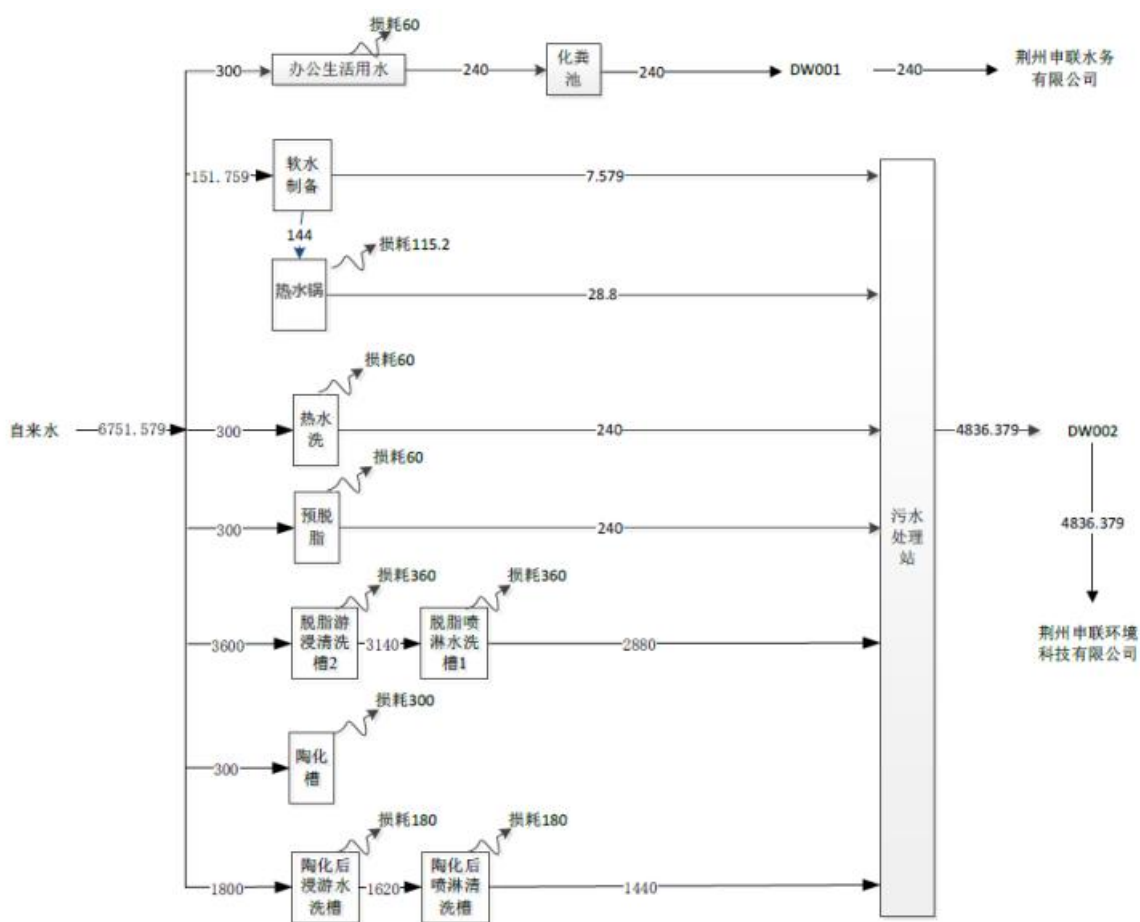 损耗60
300
办公生活用水
240
化粪
池
240
DW001
240
荆州申联水务
有限公司
151.759
软水
制备
7.579
144
损耗115.2
热水锅
28.8
损耗60
自来水
6751.579
300
热水
洗
240
4836.379
DW002
损耗60
300
预脱
脂
240
污水
处理
站
4836.379
损耗360
损耗360
3600
脱脂游
浸清洗
槽2
3140
脱脂喷
淋水洗
槽1
2880
荆州申联环境
科技有限公司
损耗300
300
陶化
槽
损耗180
损耗180
1800
陶化后
浸游水
洗槽
1620
陶化后
喷淋清
洗槽
1440